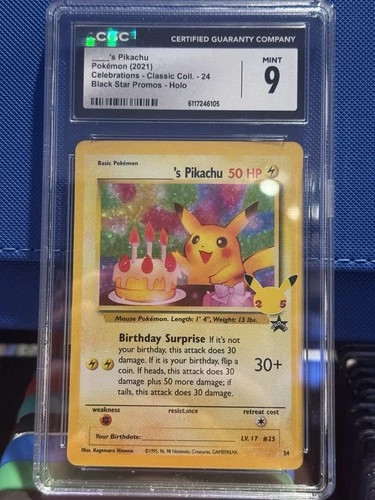 CGC
CERTIFIED GUARANTY COMPANY
____'s Pikachu
Pokémon (2021)
Celebrations - Classic Coll. - 24
Black Star Promos - Holo
MINT
9
6117246105
Basic Pokémon
's Pikachu 50 HP
25
PROMO
Mouse Pokémon. Length: 1' 4", Weight: 13 lbs.
Birthday Surprise If it's not
your birthday, this attack does 30
damage. If it is your birthday, flip a
coin. If heads, this attack does 30
damage plus 50 more damage; if
tails, this attack does 30 damage.
30+
weakness resistance retreat cost
Your Birthdate:
LV. 17 #25
Illus. Kagemaru Himeno
©1995, 96, 98 Nintendo, Creatures, GAMEFREAK.
24